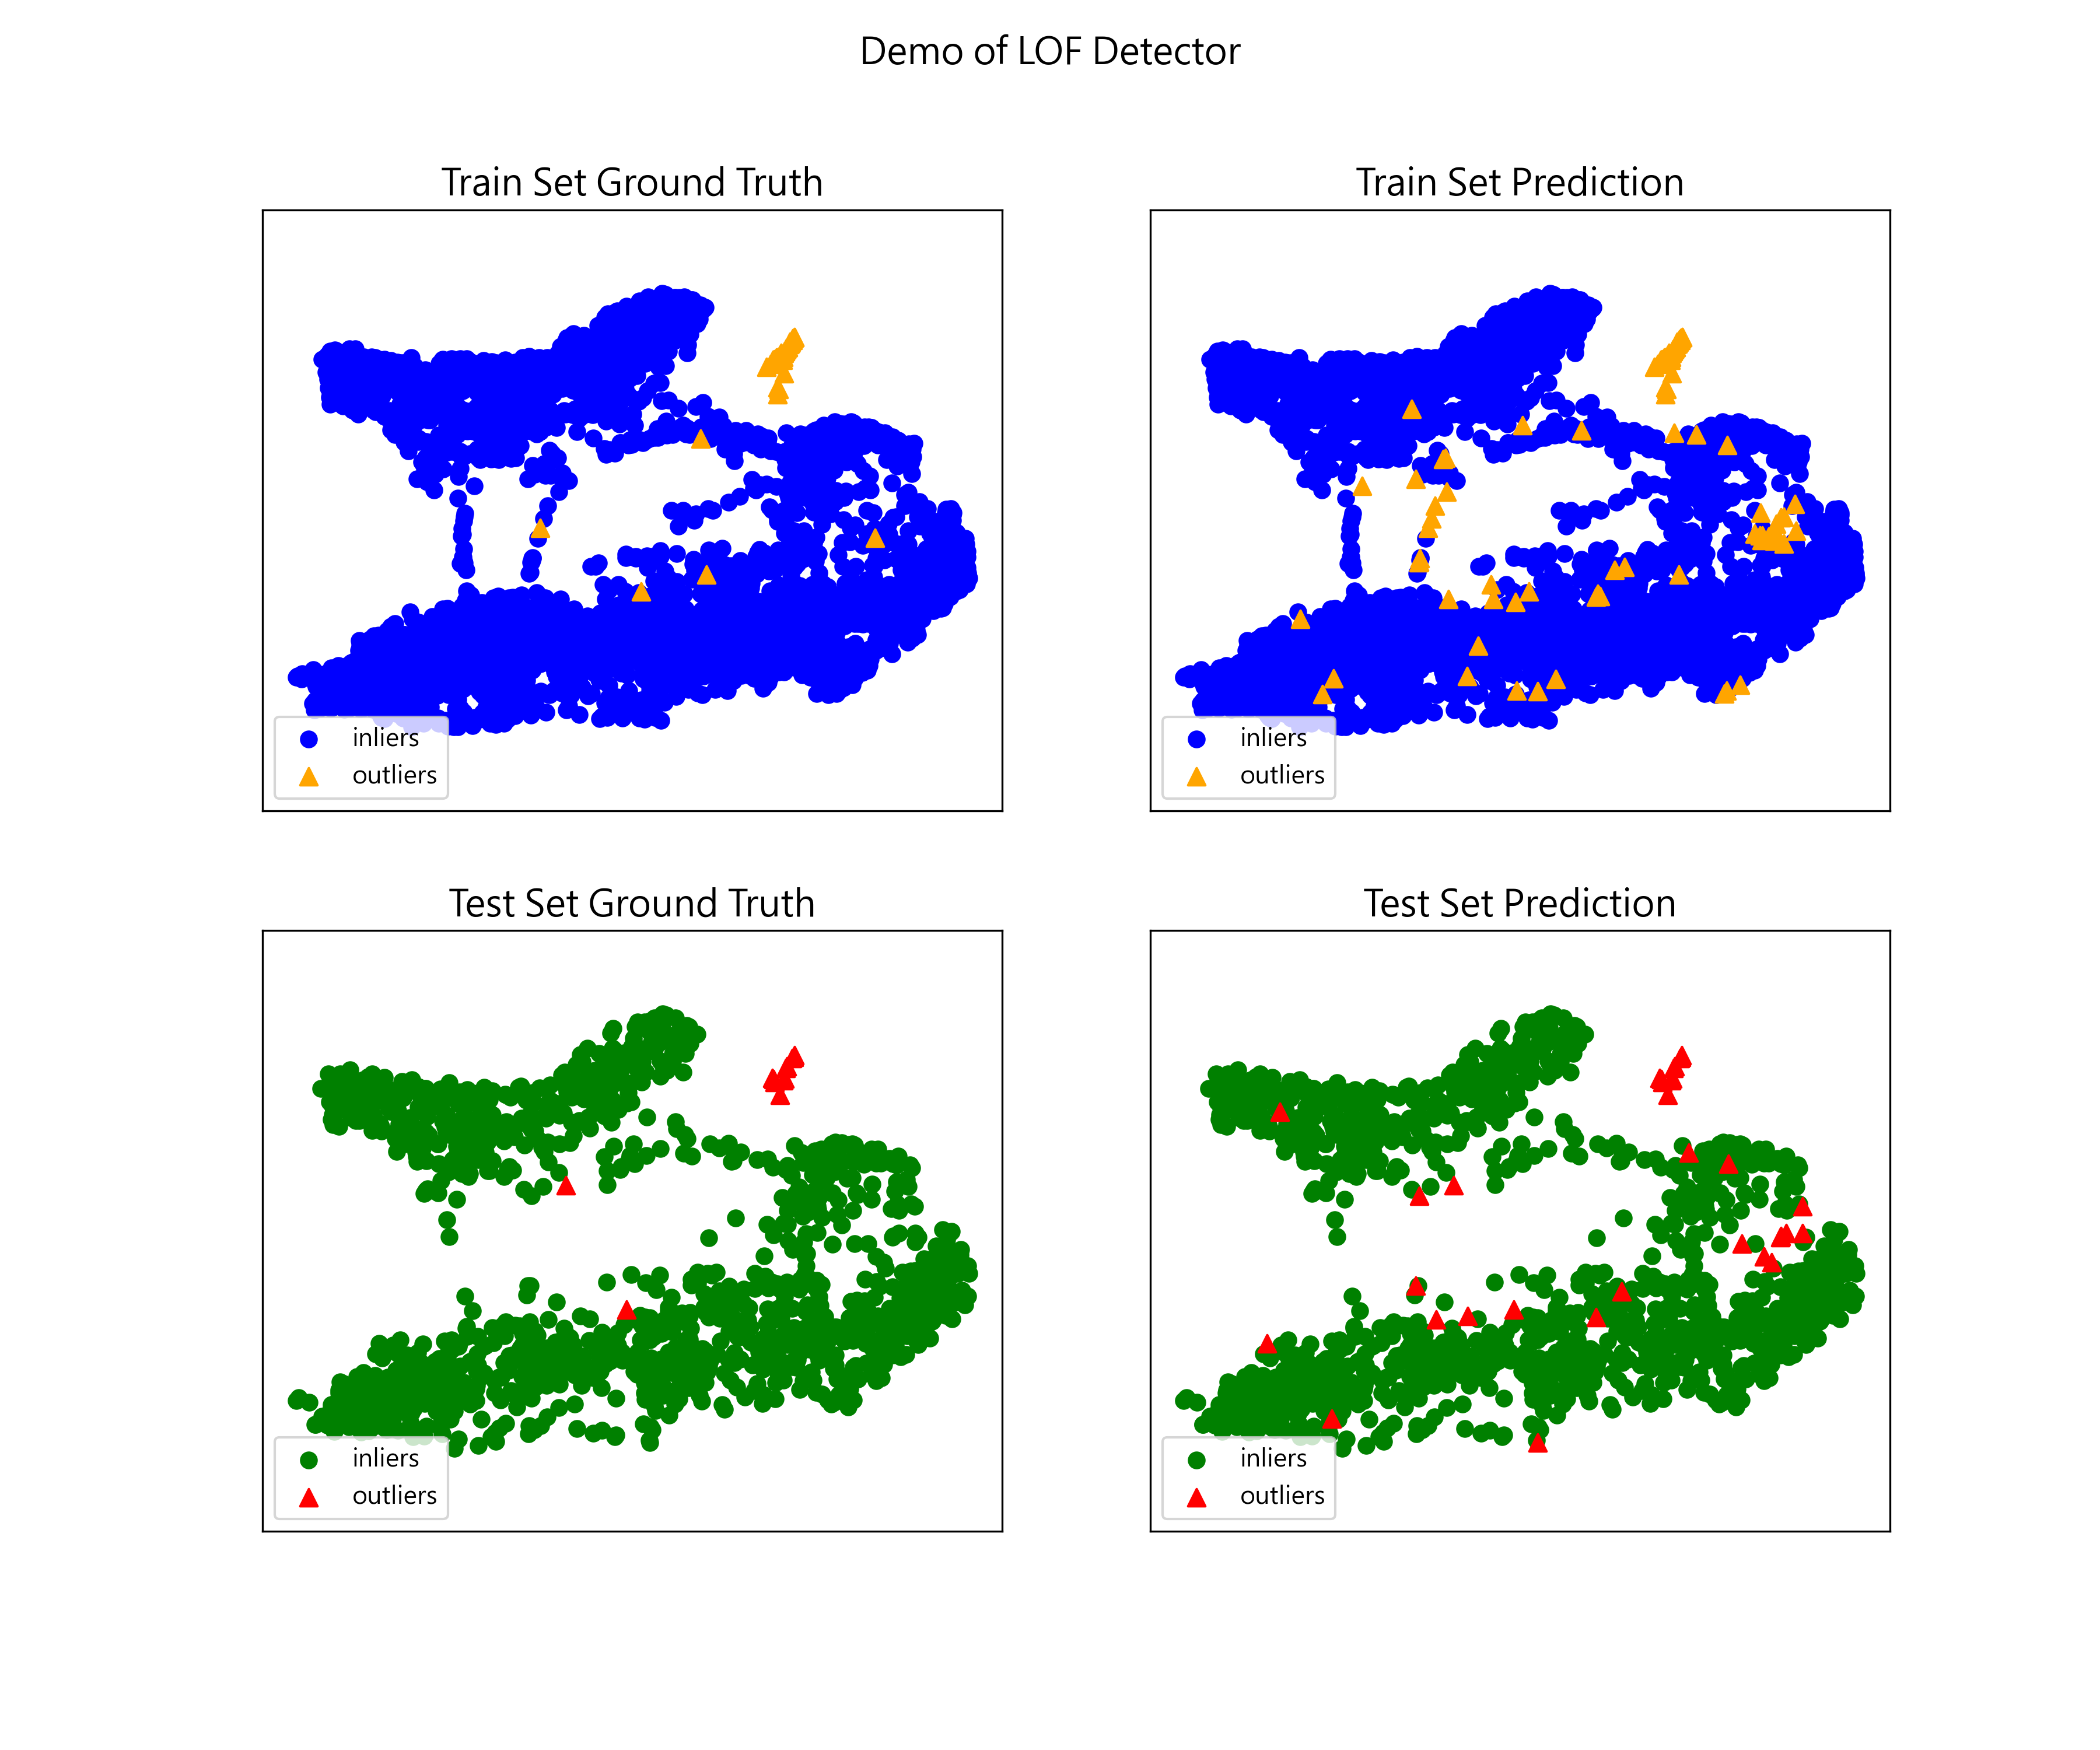 Demo of LOF Detector
Train Set Ground Truth
Train Set Prediction
inliers
outliers
inliers
outliers
Test Set Ground Truth
Test Set Prediction
inliers
outliers
inliers
outliers